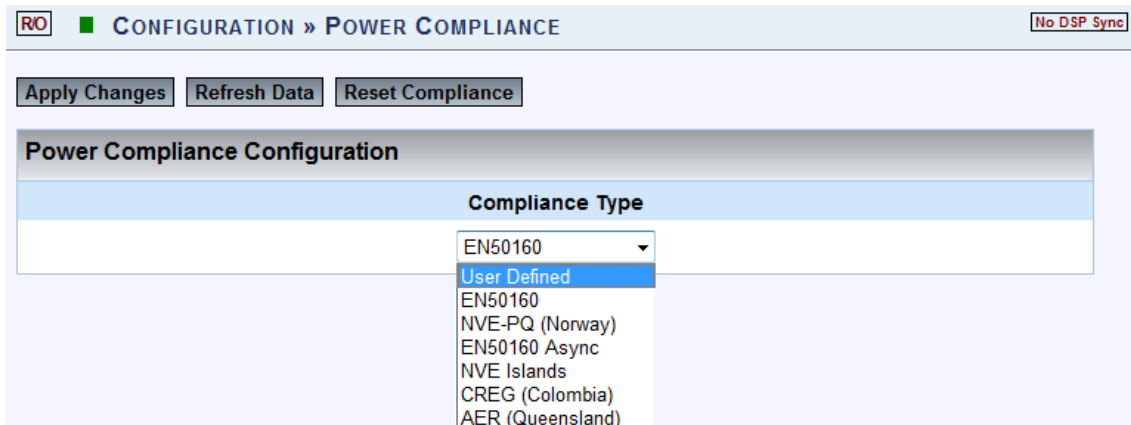 R/O CONFIGURATION » POWER COMPLIANCE No DSP Sync
Apply Changes Refresh Data Reset Compliance
Power Compliance Configuration
Compliance Type
EN50160
User Defined
EN50160
NVE-PQ (Norway)
EN50160 Async
NVE Islands
CREG (Colombia)
AER (Queensland)